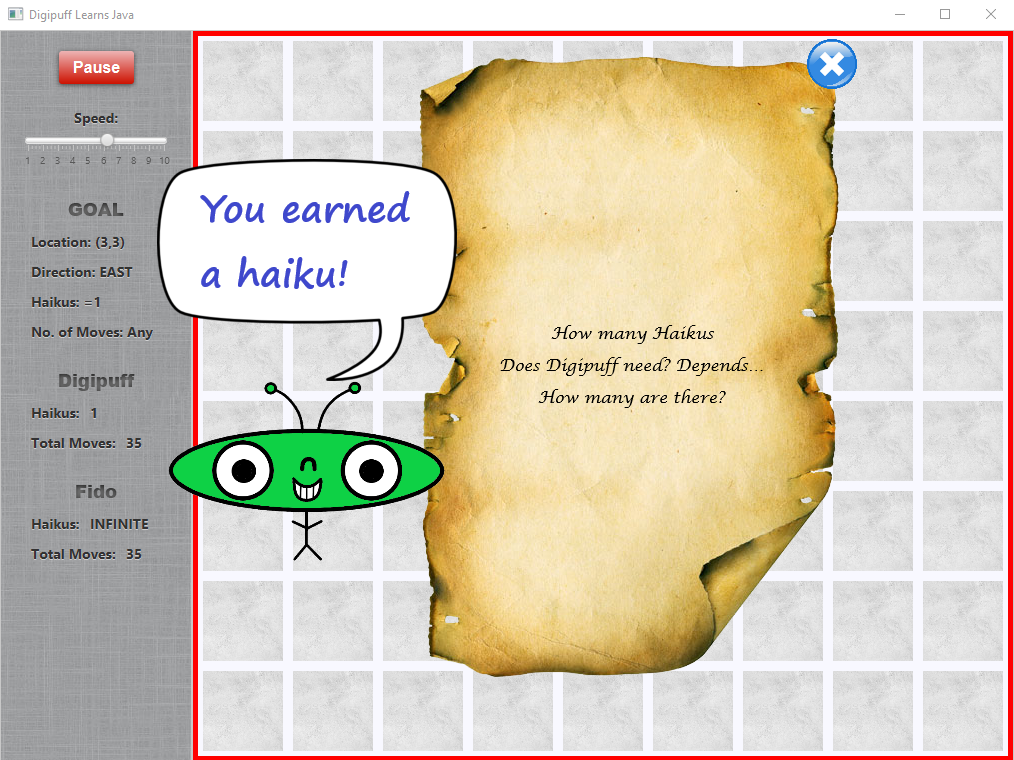 Digipuff Learns Java
Pause
Speed:
1 2 3 4 5 6 7 8 9 10
GOAL
Location: (3,3)
Direction: EAST
Haikus: =1
No. of Moves: Any
Digipuff
Haikus: 1
Total Moves: 35
Fido
Haikus: INFINITE
Total Moves: 35
You earned
a haiku!
How many Haikus
Does Digipuff need? Depends...
How many are there?